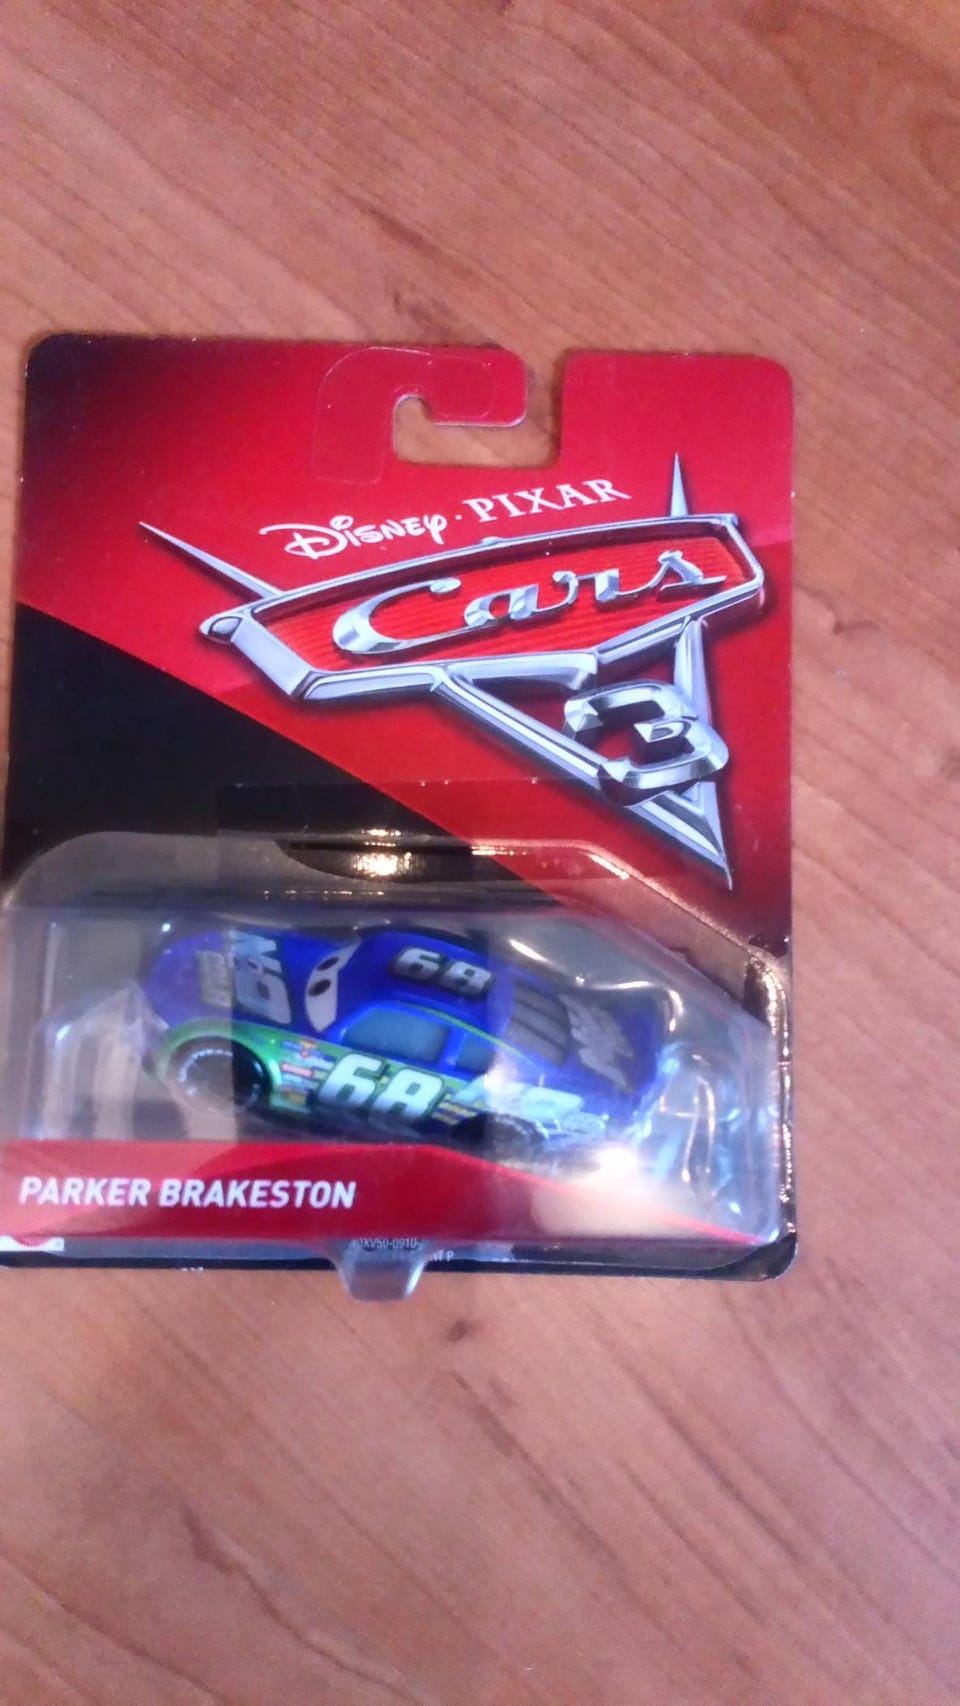 Disney · PIXAR
Cars
3
68
68
PARKER BRAKESTON